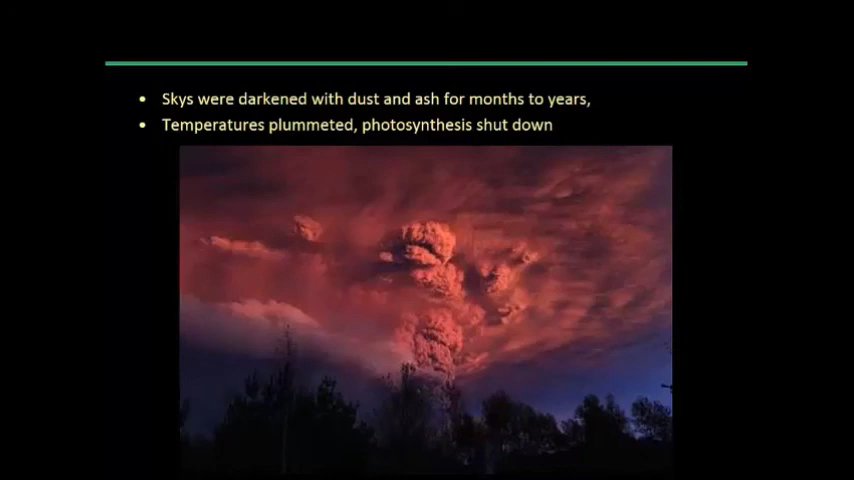 • Skys were darkened with dust and ash for months to years,
• Temperatures plummeted, photosynthesis shut down